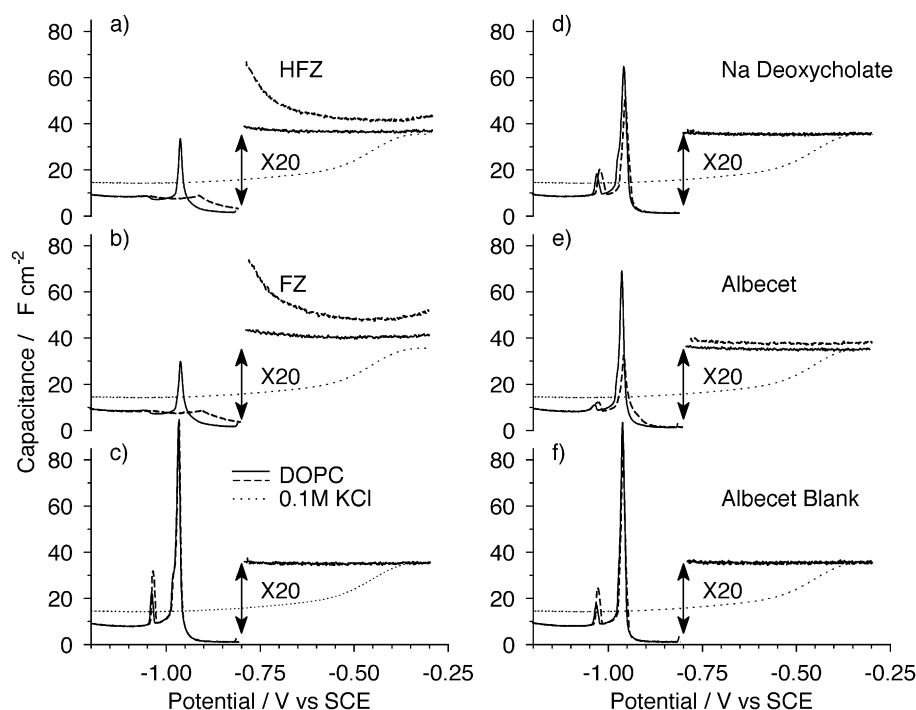 a)
80
60
40
20
0
HFZ
X20
b)
80
60
40
20
0
FZ
X20
c)
80
60
40
20
0
DOPC
0.1M KCl
X20
-1.00
-0.75
-0.50
-0.25
Potential / V vs SCE
Capacitance / F cm-2
d)
80
60
40
20
0
Na Deoxycholate
X20
e)
80
60
40
20
0
Albecet
X20
f)
80
60
40
20
0
Albecet Blank
X20
-1.00
-0.75
-0.50
-0.25
Potential / V vs SCE